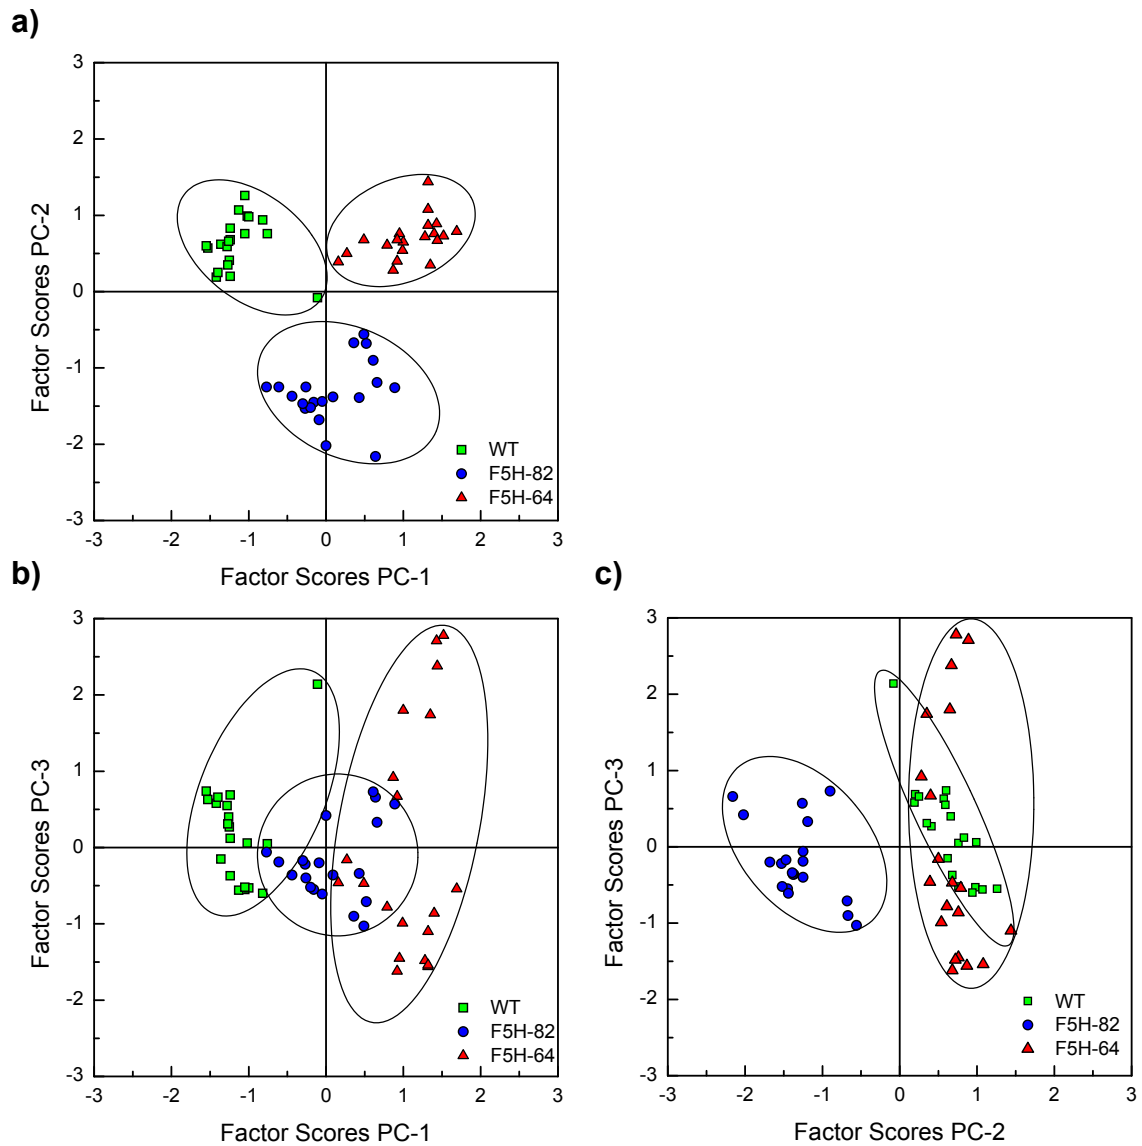 a)
3
2
1
0
-1
-2
-3
-3 -2 -1 0 1 2 3
Factor Scores PC-2
Factor Scores PC-1
WT
F5H-82
F5H-64
b)
3
2
1
0
-1
-2
-3
-3 -2 -1 0 1 2 3
Factor Scores PC-3
Factor Scores PC-1
WT
F5H-82
F5H-64
c)
3
2
1
0
-1
-2
-3
-3 -2 -1 0 1 2 3
Factor Scores PC-3
Factor Scores PC-2
WT
F5H-82
F5H-64